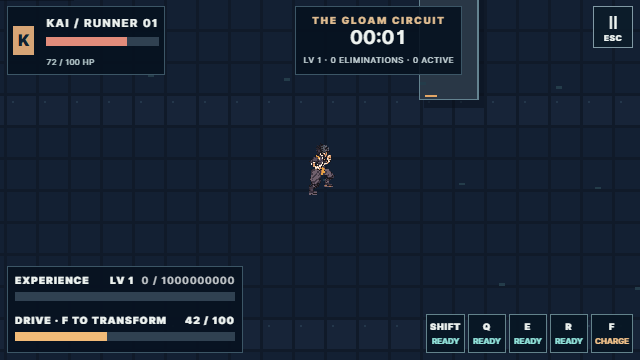 K
KAI / RUNNER 01
72 / 100 HP
THE GLOAM CIRCUIT
00:01
LV 1 · 0 ELIMINATIONS · 0 ACTIVE
ESC
EXPERIENCE LV 1 0 / 1000000000
DRIVE · F TO TRANSFORM 42 / 100
SHIFT READY
Q READY
E READY
R READY
F CHARGE